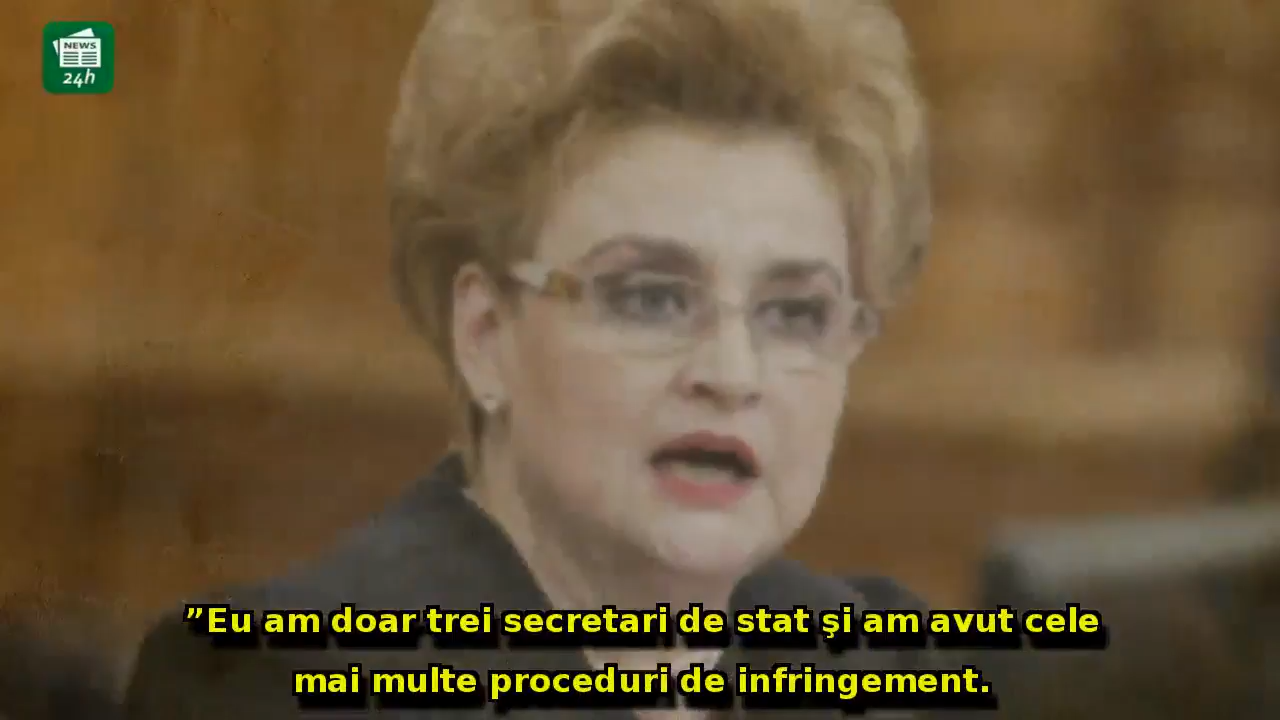 NEWS
24h
”Eu am doar trei secretari de stat şi am avut cele
mai multe proceduri de infringement.